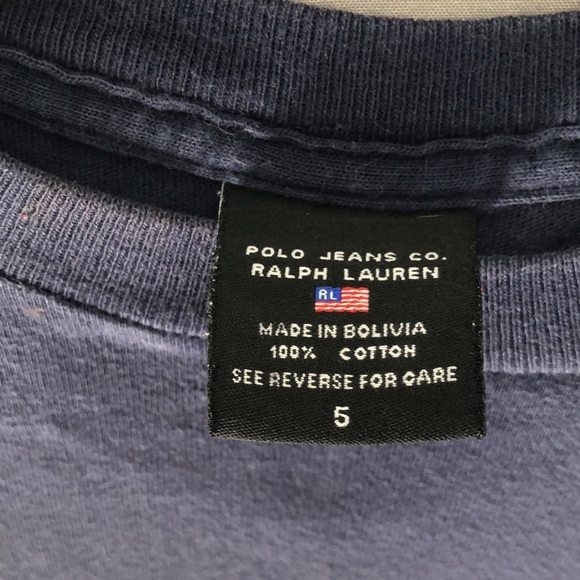 POLO JEANS CO.
RALPH LAUREN
RL
MADE IN BOLIVIA
100% COTTON
SEE REVERSE FOR CARE
5